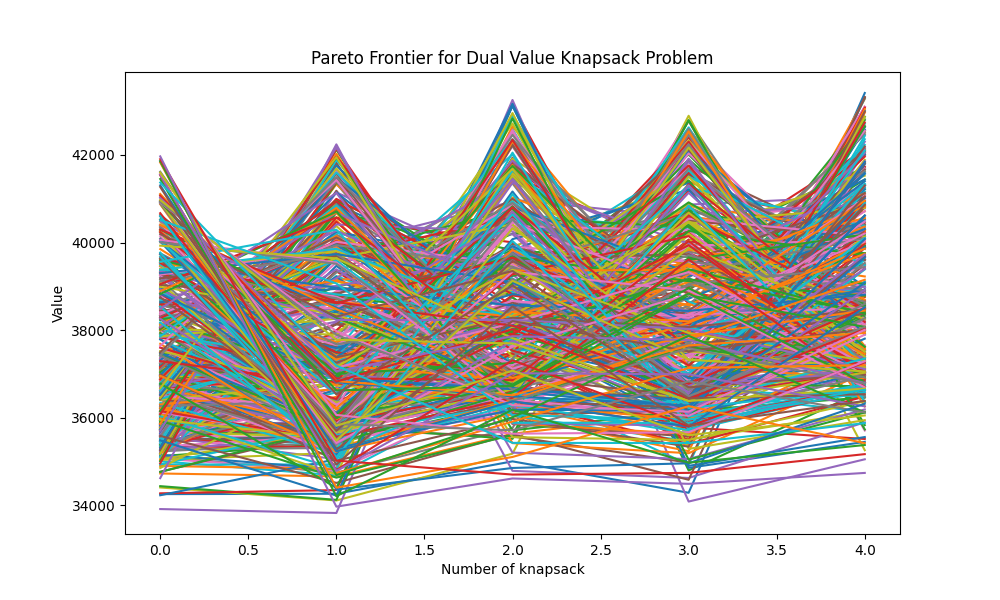 Pareto Frontier for Dual Value Knapsack Problem
Value
42000
40000
38000
36000
34000
0.0 0.5 1.0 1.5 2.0 2.5 3.0 3.5 4.0
Number of knapsack